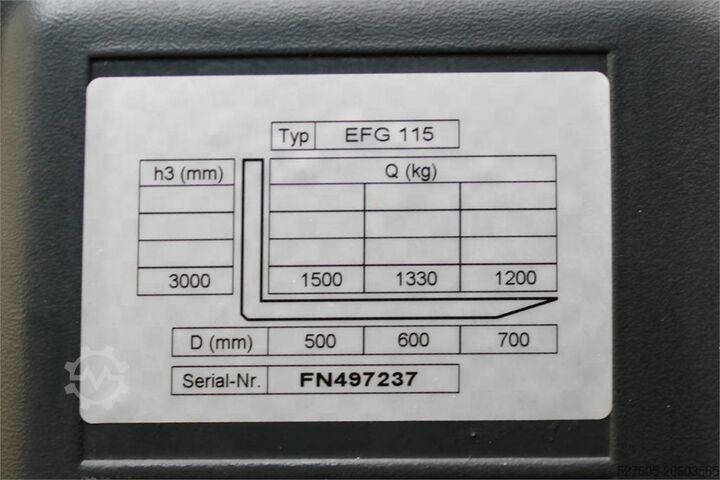 Typ EFG 115
h3 (mm) Q (kg)
3000 1500 1330 1200
D (mm) 500 600 700
Serial-Nr. FN497237